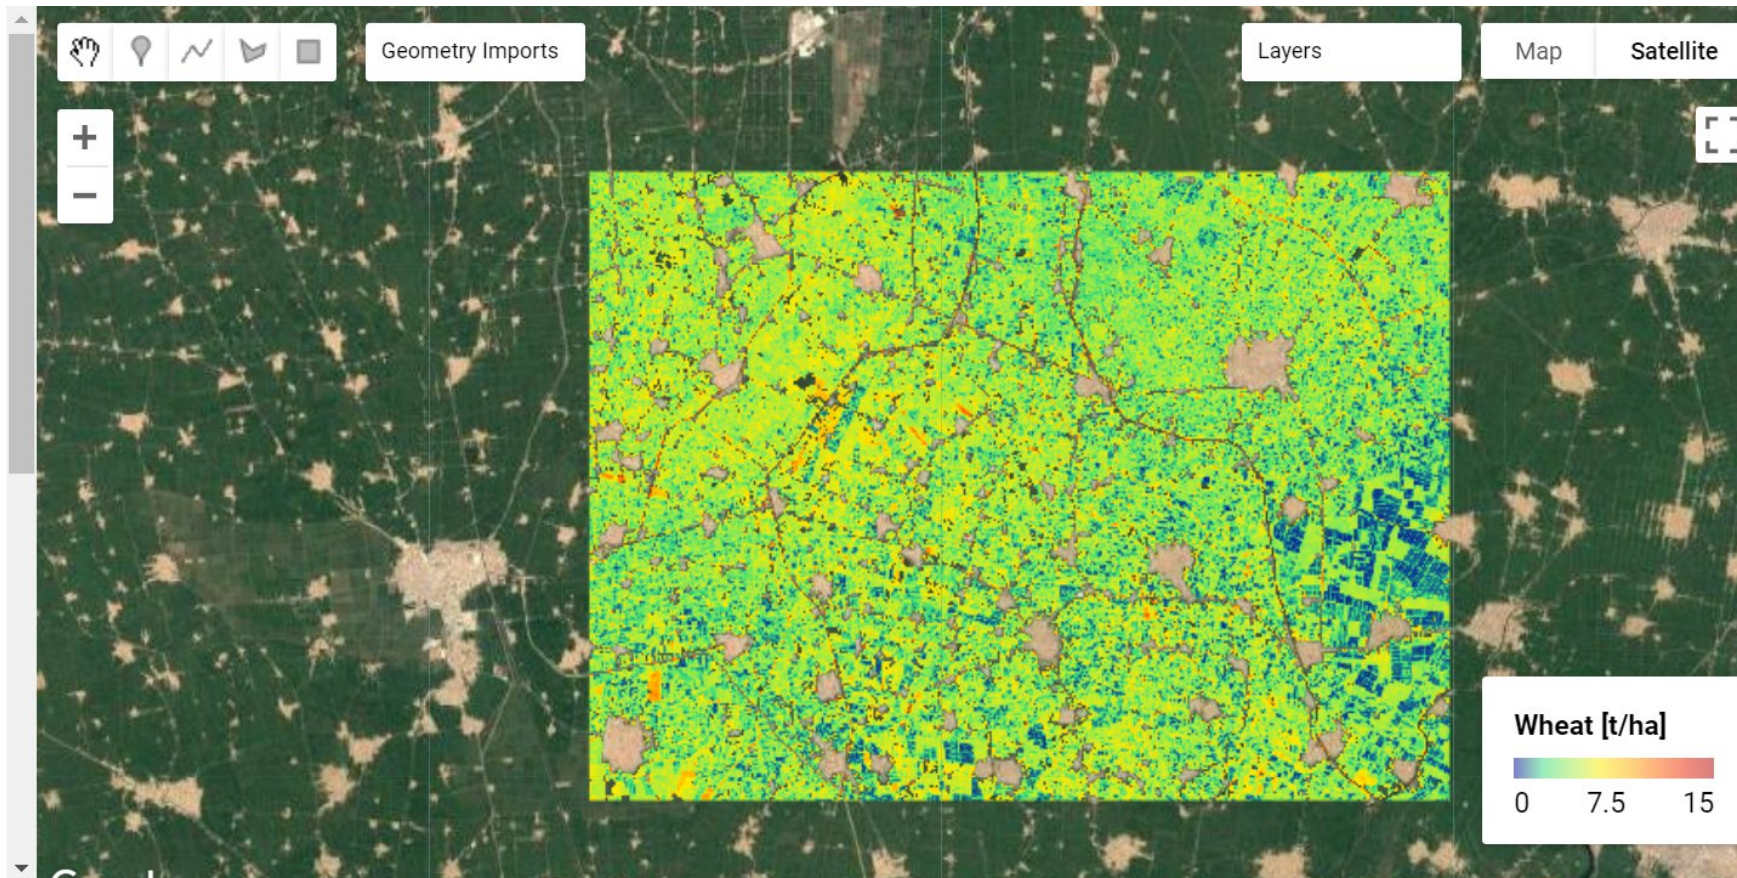 Geometry Imports
Layers
Map
Satellite
+
−
Wheat [t/ha]
0 7.5 15